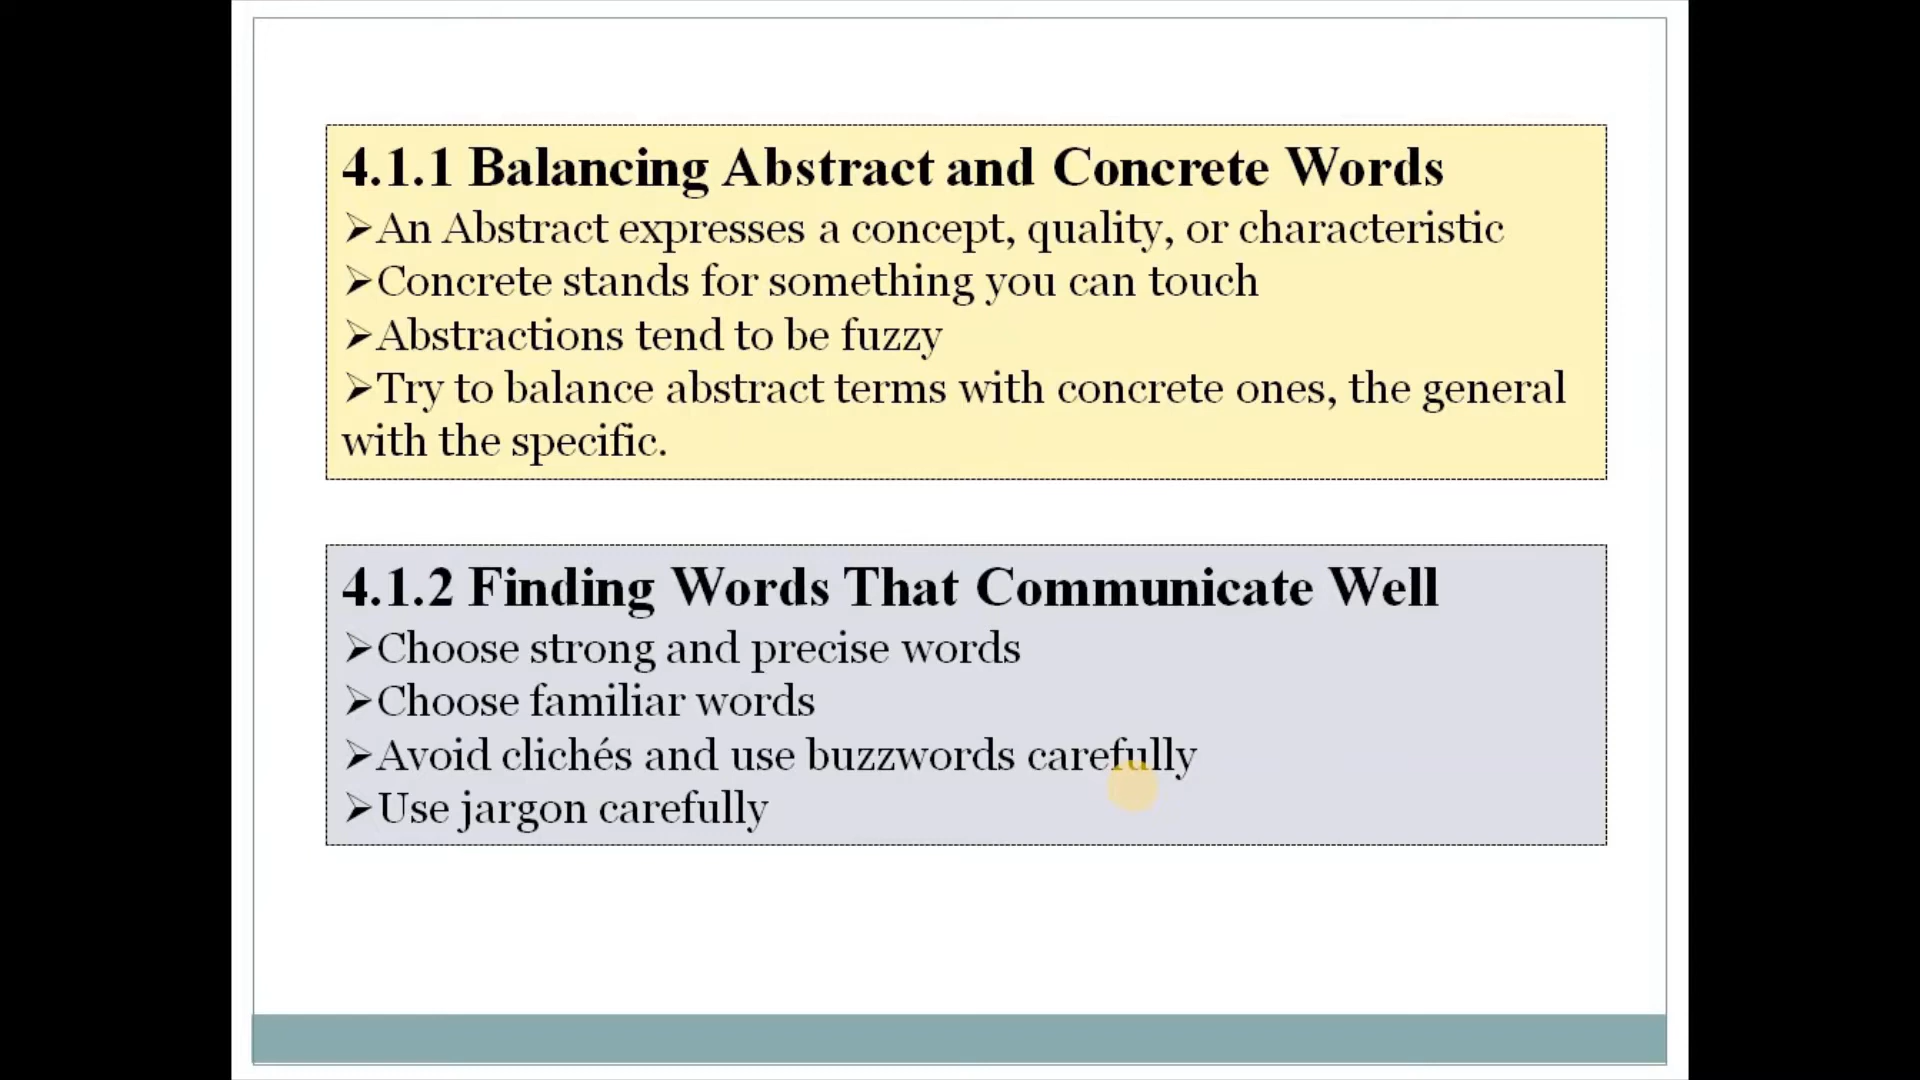 4.1.1 Balancing Abstract and Concrete Words
➢An Abstract expresses a concept, quality, or characteristic
➢Concrete stands for something you can touch
➢Abstractions tend to be fuzzy
➢Try to balance abstract terms with concrete ones, the general
with the specific.
4.1.2 Finding Words That Communicate Well
➢Choose strong and precise words
➢Choose familiar words
➢Avoid clichés and use buzzwords carefully
➢Use jargon carefully